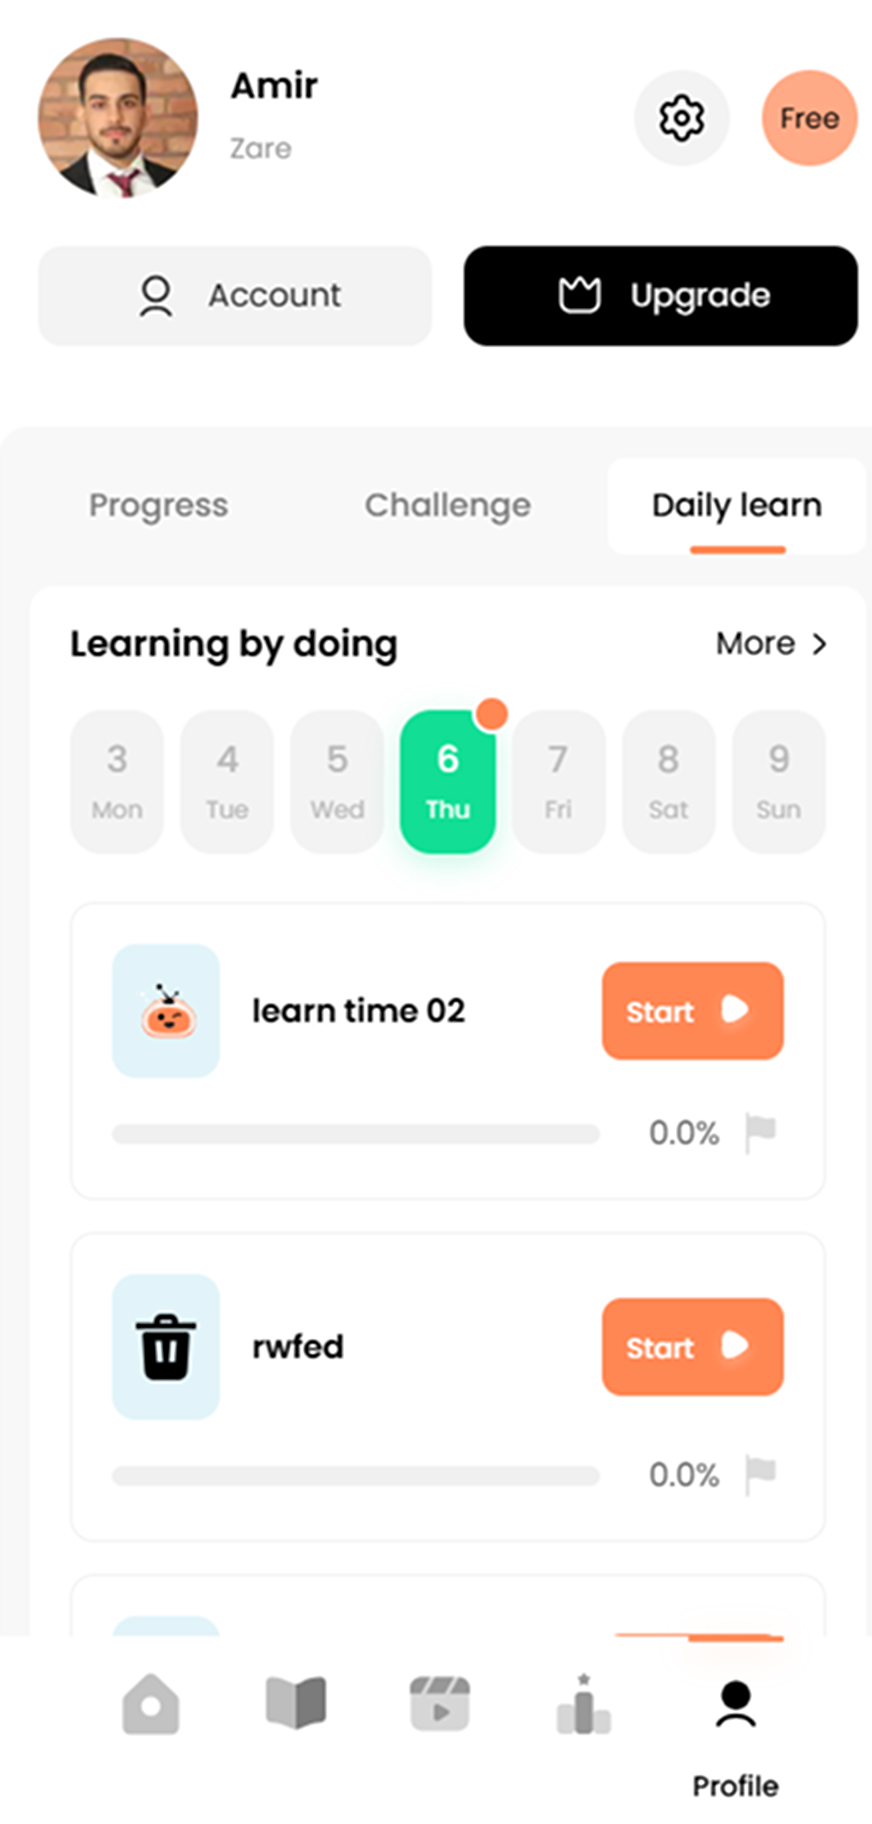 Amir
Zare
Free
Account
Upgrade
Progress Challenge Daily learn
Learning by doing More
3 4 5 6 7 8 9
Mon Tue Wed Thu Fri Sat Sun
learn time 02 Start
0.0%
rwfed Start
0.0%
Profile